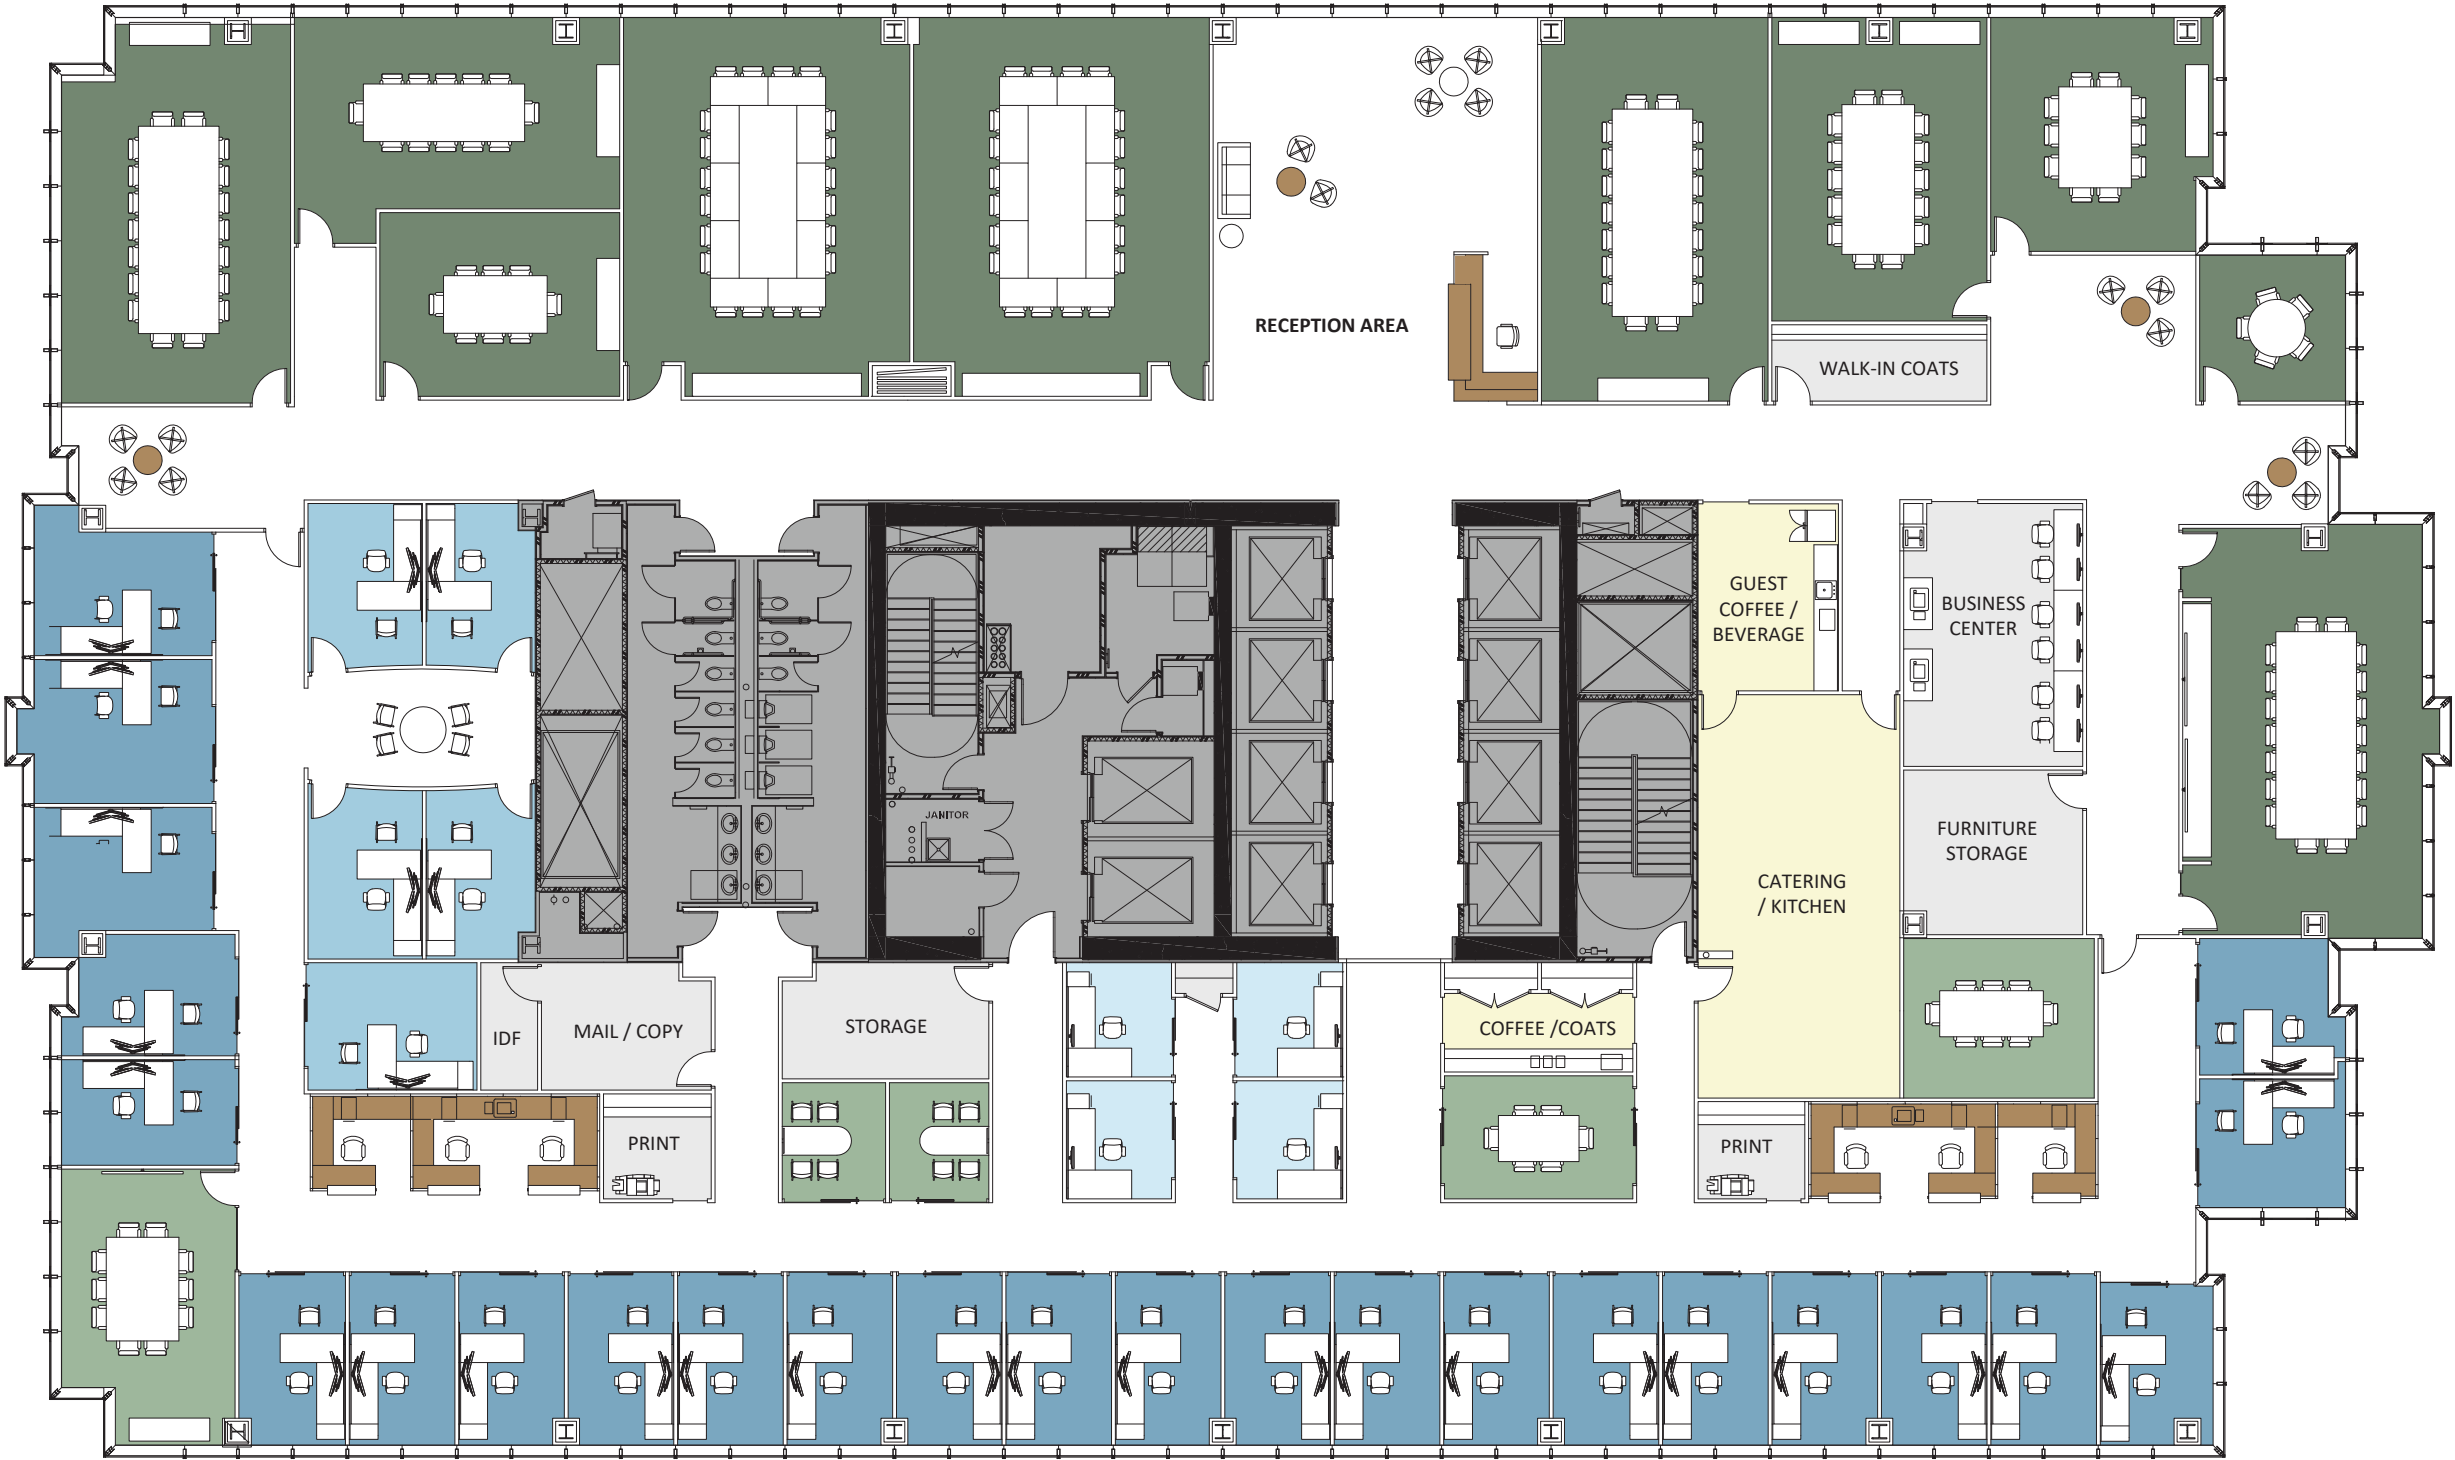 RECEPTION AREA
WALK-IN COATS
GUEST
COFFEE /
BEVERAGE
BUSINESS
CENTER
JANITOR
FURNITURE
STORAGE
CATERING
/ KITCHEN
IDF
MAIL / COPY
STORAGE
COFFEE /COATS
PRINT
PRINT